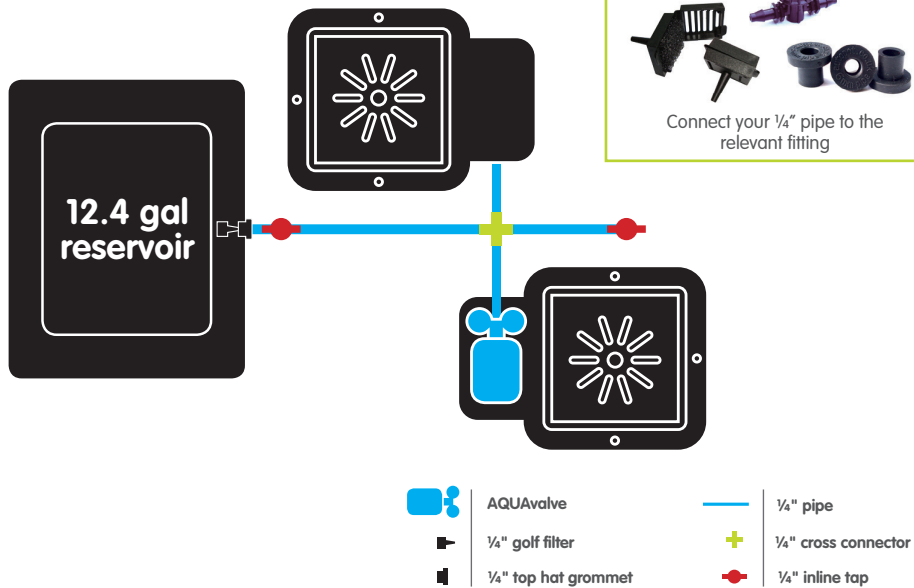 Connect your ¼" pipe to the
relevant fitting
12.4 gal
reservoir
AQUAvalve
¼" pipe
¼" golf filter
¼" cross connector
¼" top hat grommet
¼" inline tap